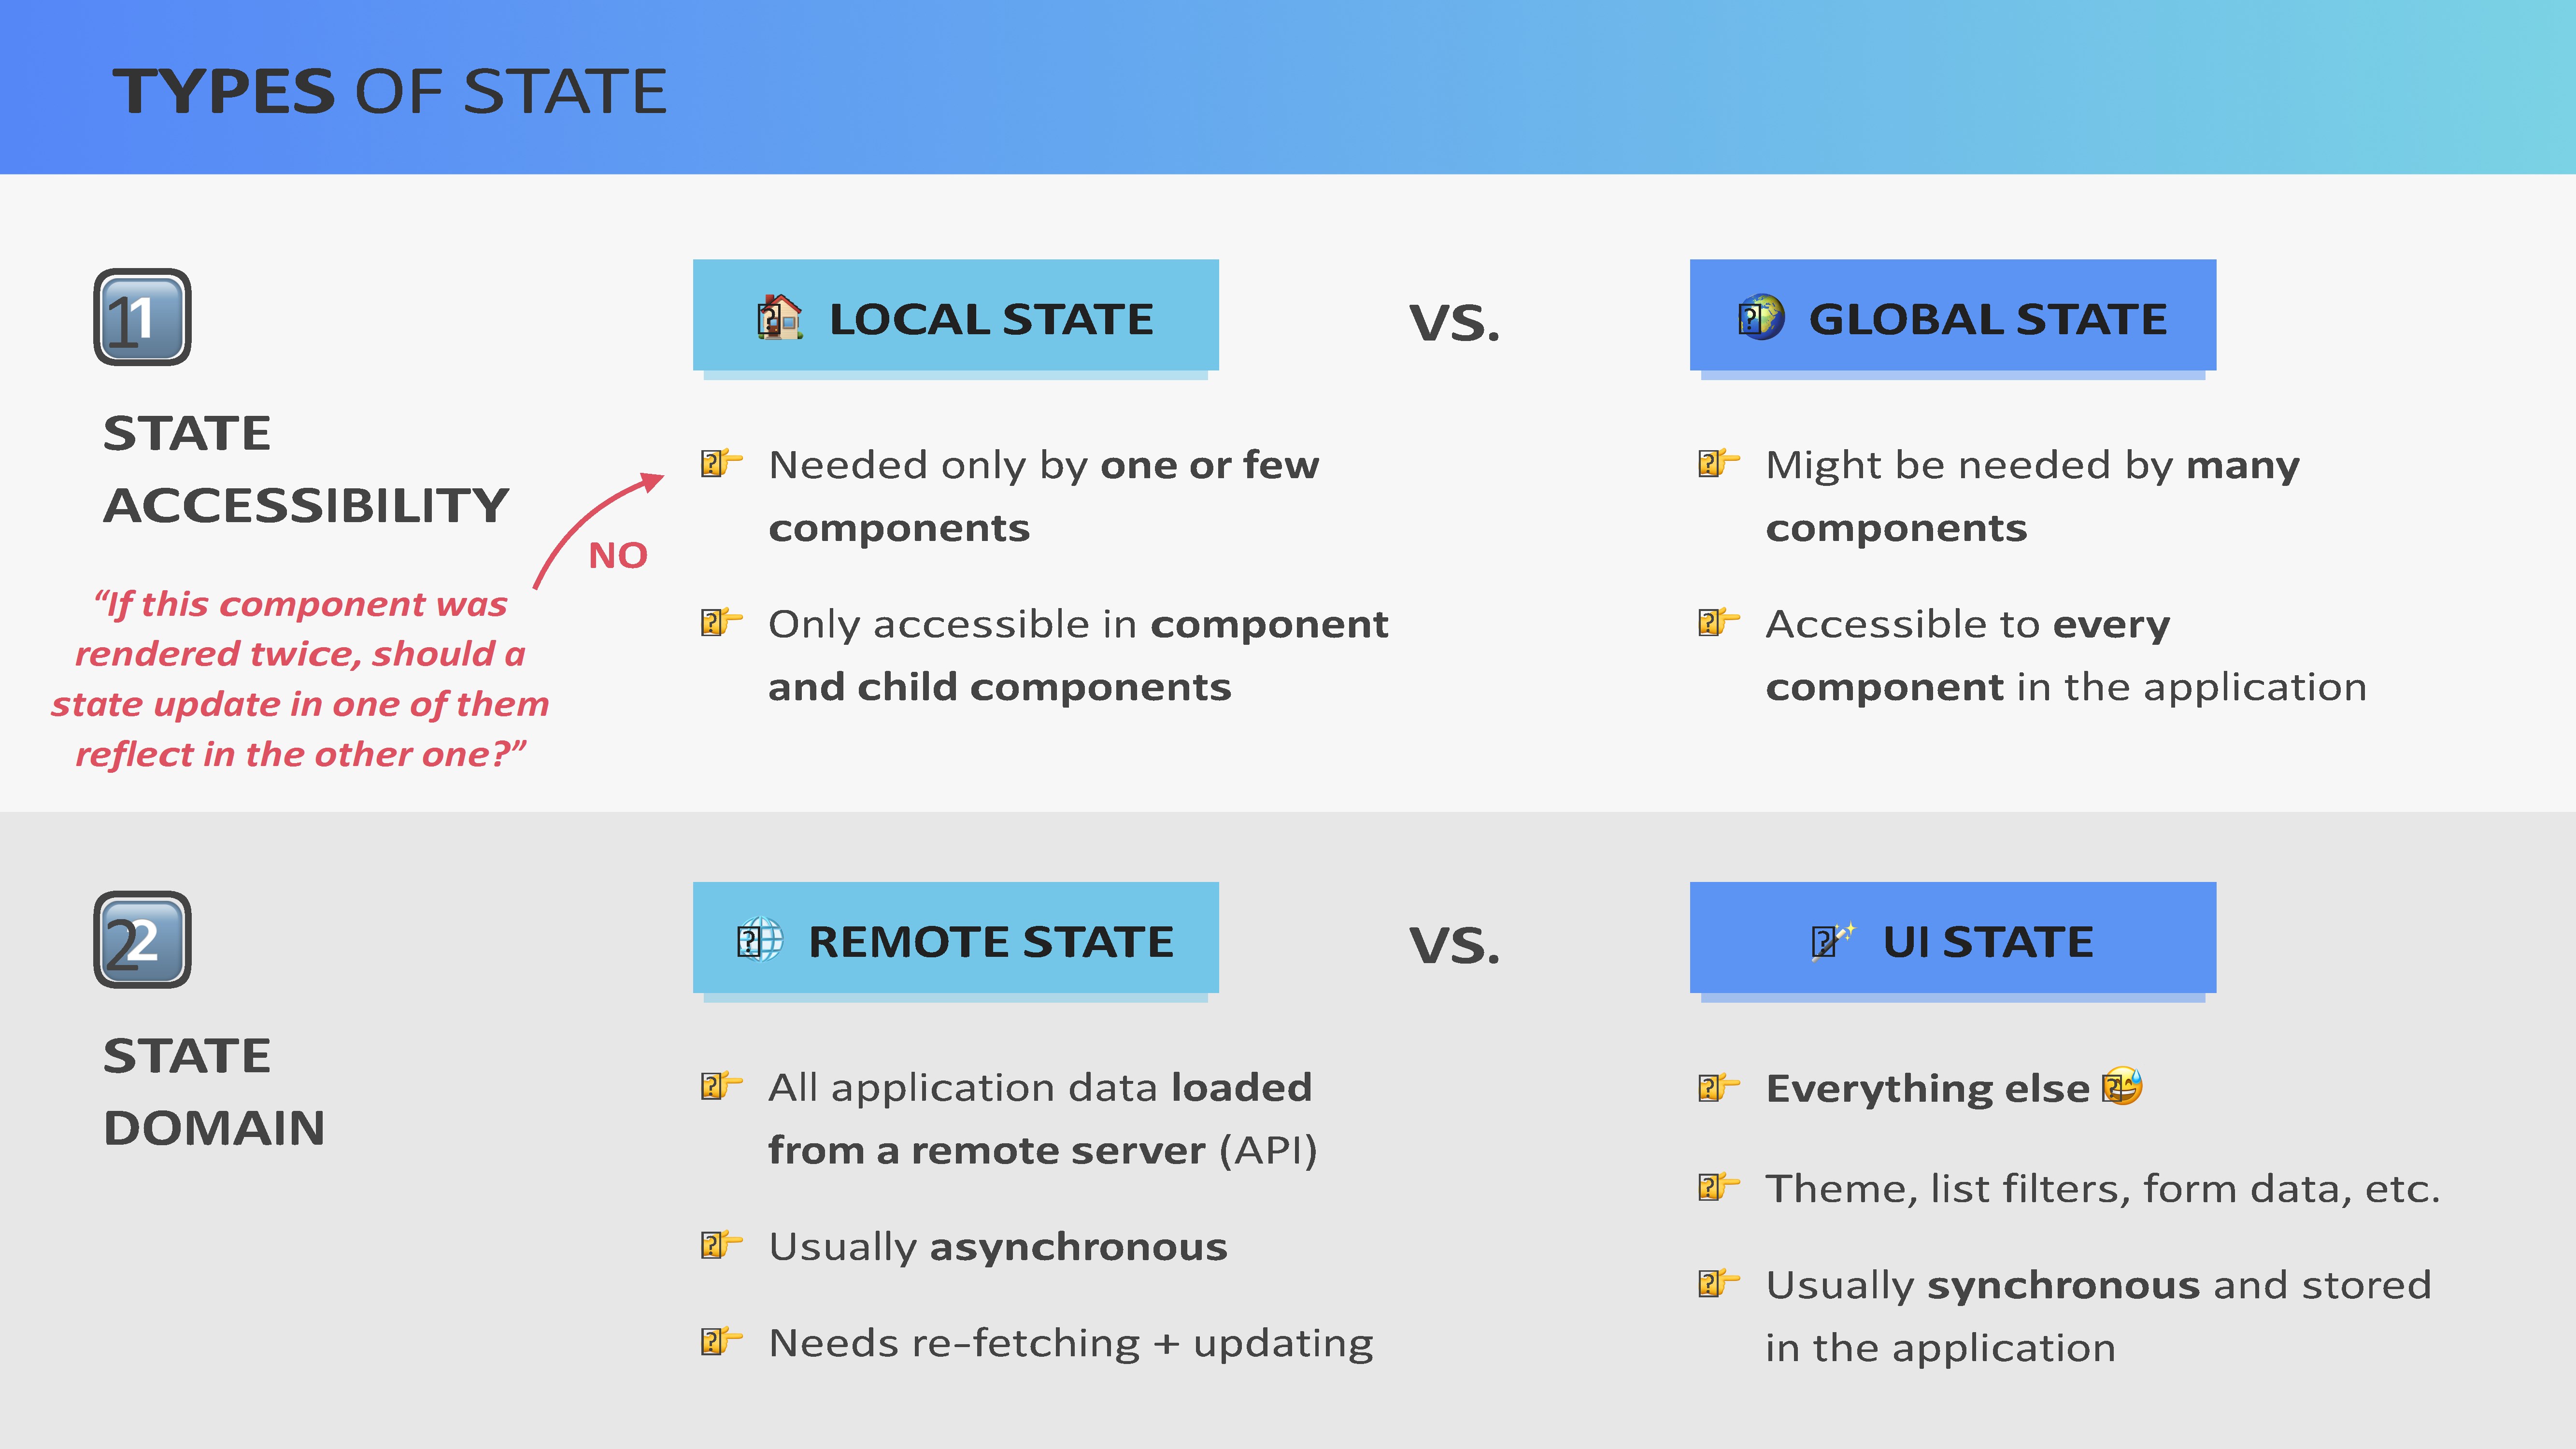 TYPES OF STATE
1
STATE
ACCESSIBILITY
“If this component was
rendered twice, should a
state update in one of them
reflect in the other one?”
NO
🏠 LOCAL STATE
👉 Needed only by one or few
components
👉 Only accessible in component
and child components
VS.
🌍 GLOBAL STATE
👉 Might be needed by many
components
👉 Accessible to every
component in the application
2
STATE
DOMAIN
🌐 REMOTE STATE
👉 All application data loaded
from a remote server (API)
👉 Usually asynchronous
👉 Needs re-fetching + updating
VS.
🪄 UI STATE
👉 Everything else 😅
👉 Theme, list filters, form data, etc.
👉 Usually synchronous and stored
in the application